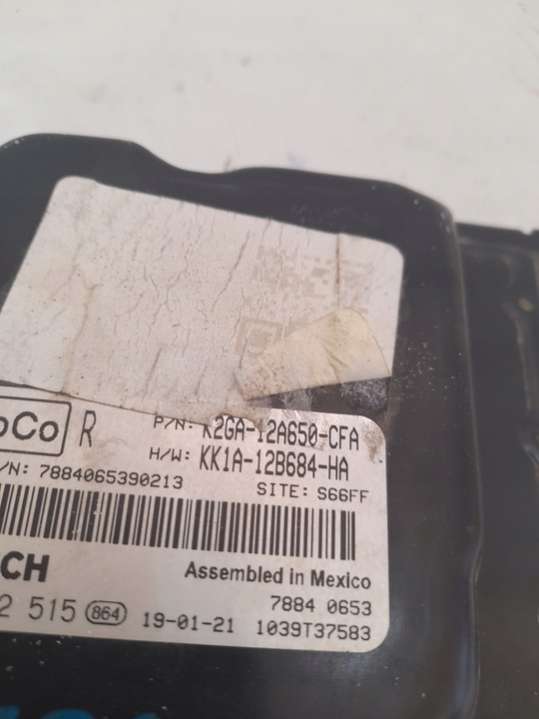 R P/N: K2GA-12A650-CFA
H/W: KK1A-12B684-HA
/N: 7884065390213 SITE: S66FF
CH Assembled in Mexico
7884 0653
2 515 864 19-01-21 1039T37583